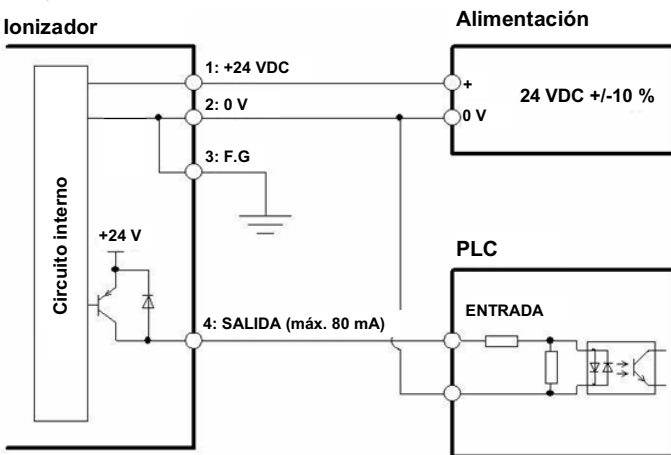 Ionizador
Alimentación
1: +24 VDC
+
24 VDC +/-10 %
2: 0 V
0 V
3: F.G
Circuito interno
+24 V
PLC
4: SALIDA (máx. 80 mA)
ENTRADA